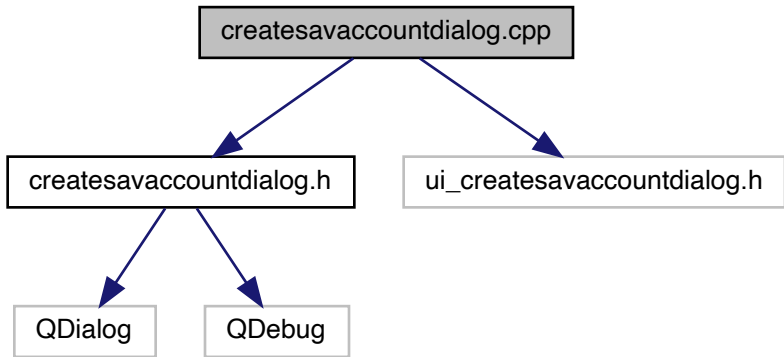 createsavaccountdialog.cpp
createsavaccountdialog.h
ui_createsavaccountdialog.h
QDialog
QDebug